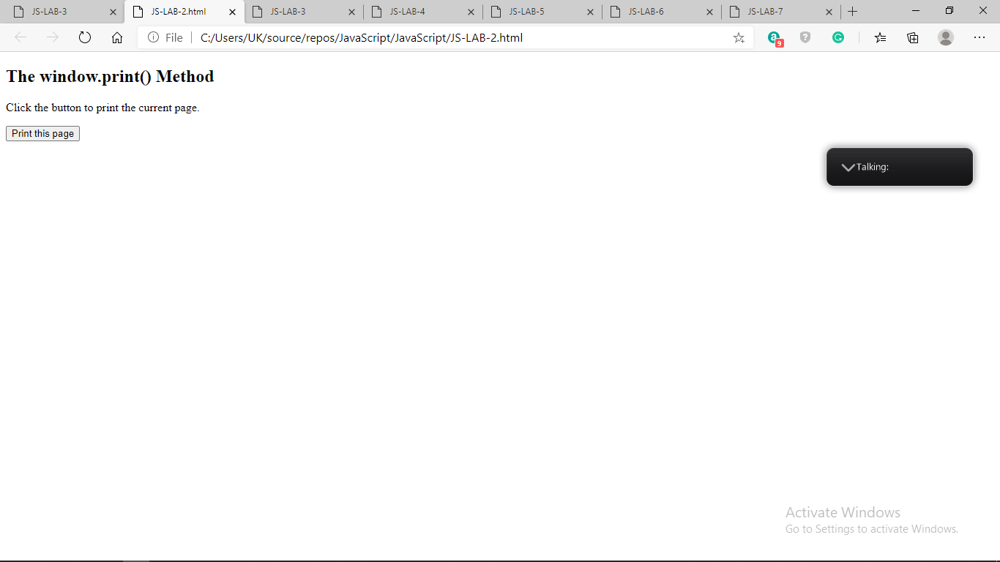 JS-LAB-3
JS-LAB-2.html
JS-LAB-3
JS-LAB-4
JS-LAB-5
JS-LAB-6
JS-LAB-7
File
C:/Users/UK/source/repos/JavaScript/JavaScript/JS-LAB-2.html
a
9
?
G
The window.print() Method
Click the button to print the current page.
Print this page
Talking:
Activate Windows
Go to Settings to activate Windows.